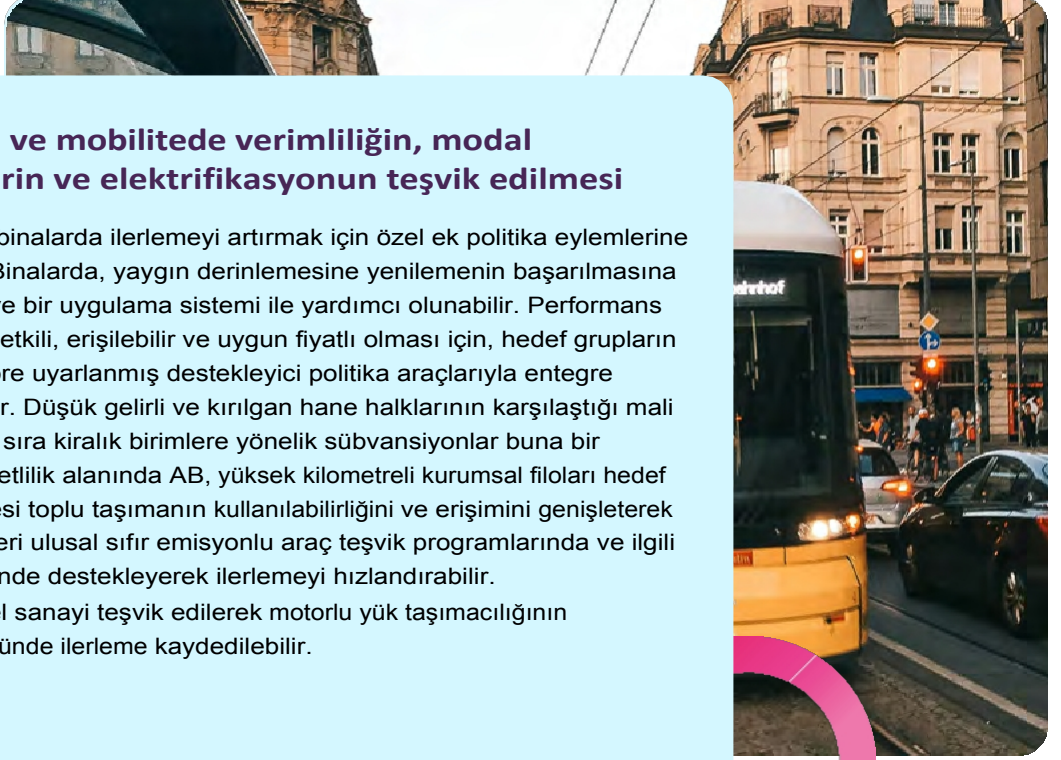 ve mobilitede verimliliğin, modal
rin ve elektrifikasyonun teşvik edilmesi
binalarda ilerlemeyi artırmak için özel ek politika eylemlerine
Binalarda, yaygın derinlemesine yenilemenin başarılmasına
ve bir uygulama sistemi ile yardımcı olunabilir. Performans
etkili, erişilebilir ve uygun fiyatlı olması için, hedef grupların
re uyarlanmış destekleyici politika araçlarıyla entegre
r. Düşük gelirli ve kırılgan hane halklarının karşılaştığı mali
sıra kiralık birimlere yönelik sübvansiyonlar buna bir
etlilik alanında AB, yüksek kilometreli kurumsal filoları hedef
esi toplu taşımanın kullanılabilirliğini ve erişimini genişleterek
eri ulusal sıfır emisyonlu araç teşvik programlarında ve ilgili
nde destekleyerek ilerlemeyi hızlandırabilir.
el sanayi teşvik edilerek motorlu yük taşımacılığının
ünde ilerleme kaydedilebilir.